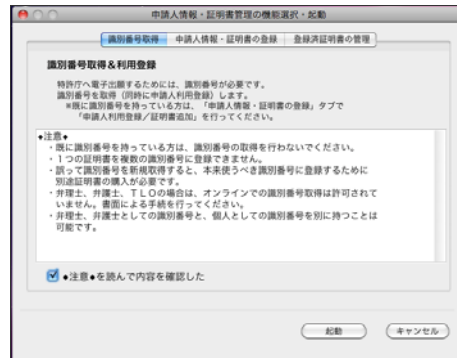 申請人情報・証明書管理の機能選択・起動
識別番号取得 申請人情報・証明書の登録 登録済証明書の管理
識別番号取得&利用登録
特許庁へ電子出願するためには、識別番号が必要です。
識別番号を取得（同時に申請人利用登録）します。
※既に識別番号を持っている方は、「申請人情報・証明書の登録」タブで
「申請人利用登録／証明書追加」を行ってください。
◆注意◆
・既に識別番号を持っている方は、識別番号の取得を行わないでください。
・１つの証明書を複数の識別番号に登録できません。
・誤って識別番号を新規取得すると、本来使うべき識別番号に登録するために
別途証明書の購入が必要です。
・弁理士、弁護士、ＴＬＯの場合は、オンラインでの識別番号取得は許可されて
いません。書面による手続を行ってください。
・弁理士、弁護士としての識別番号と、個人としての識別番号を別に持つことは
可能です。
◆注意◆を読んで内容を確認した
起動 キャンセル